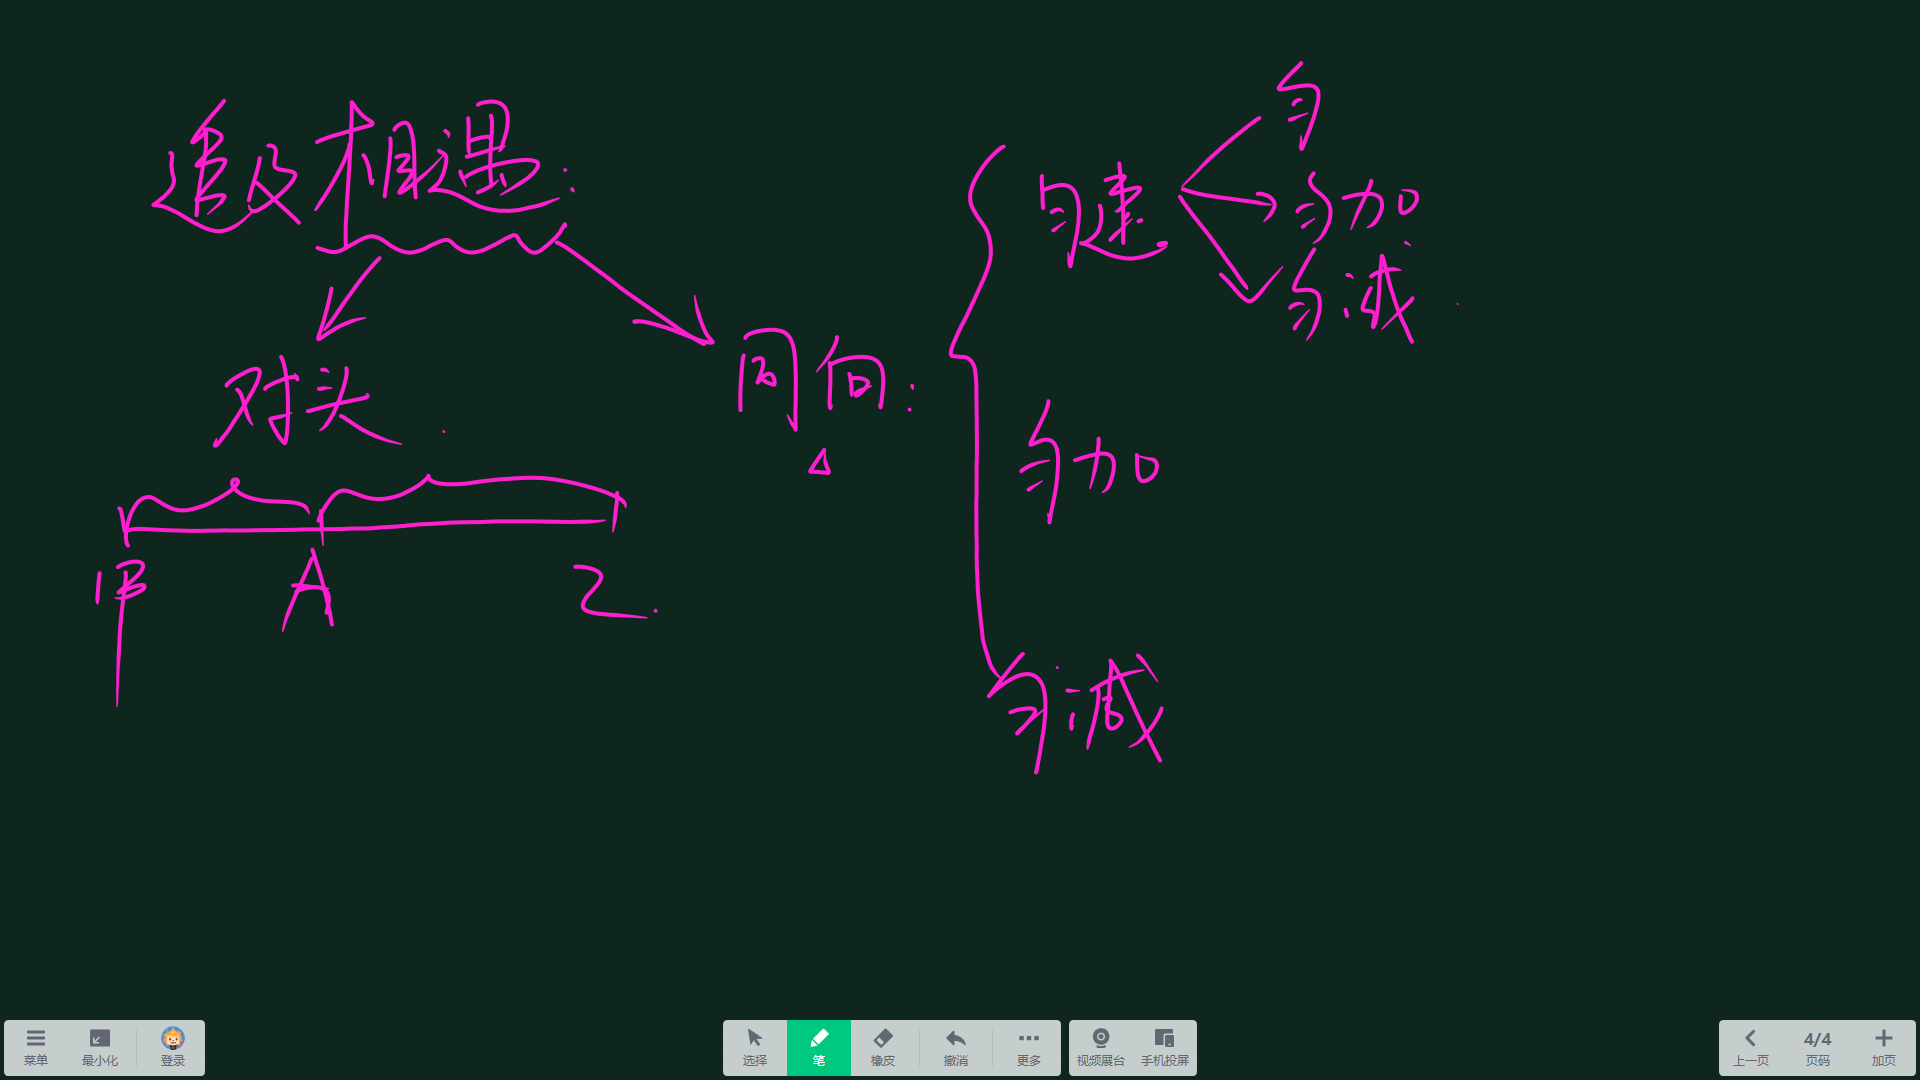 追及相遇:
对头.
甲 A 乙.
同向:
匀速
匀
匀加
匀减.
匀加
匀减
菜单
最小化
登录
选择
笔
橡皮
撤消
更多
视频展台
手机投屏
上一页
4/4
页码
加页